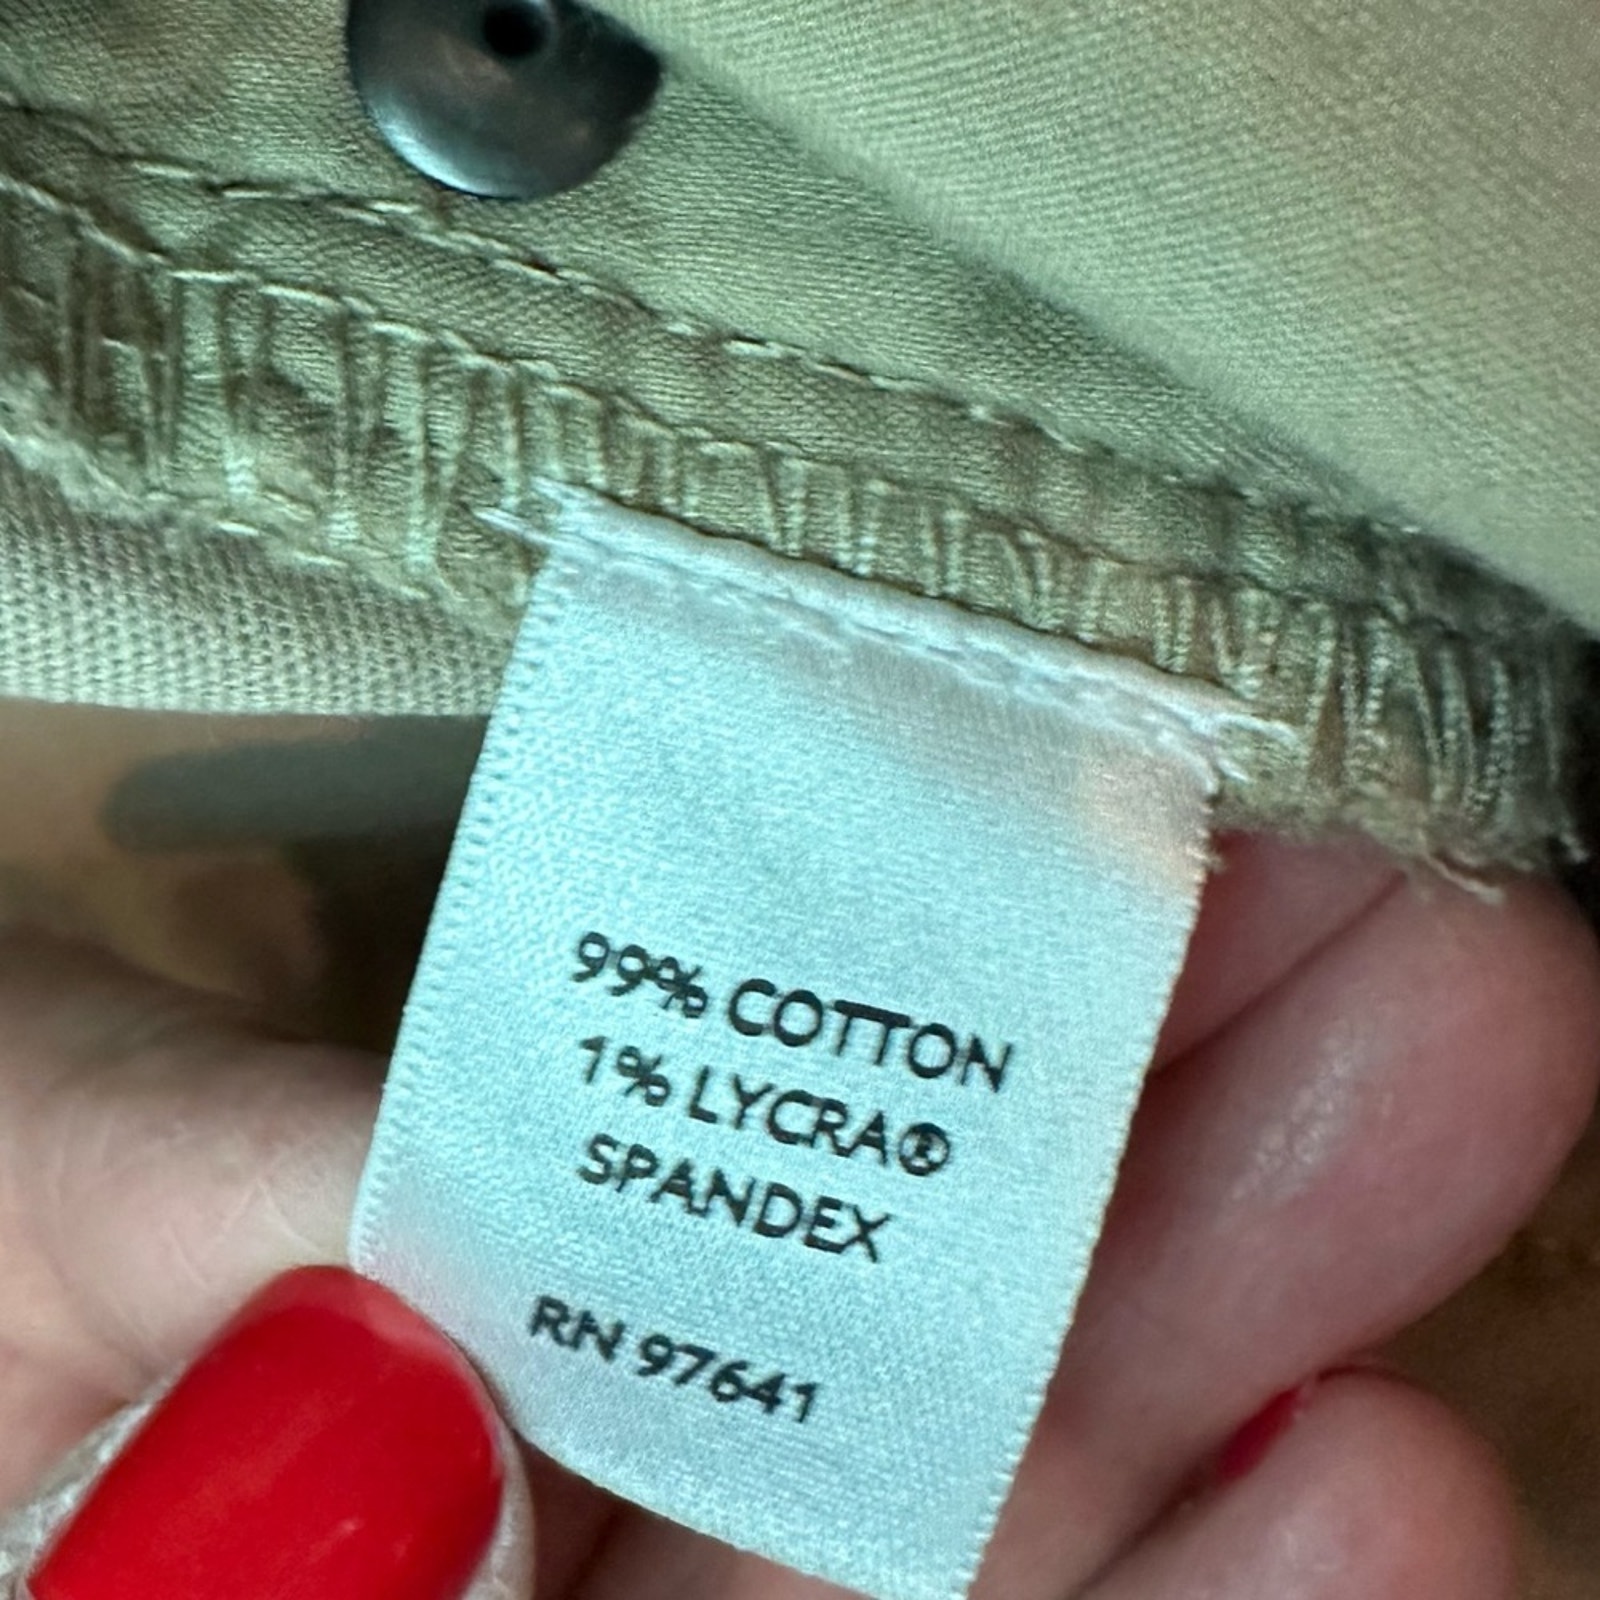 99% COTTON
1% LYCRA®
SPANDEX
RN 97641